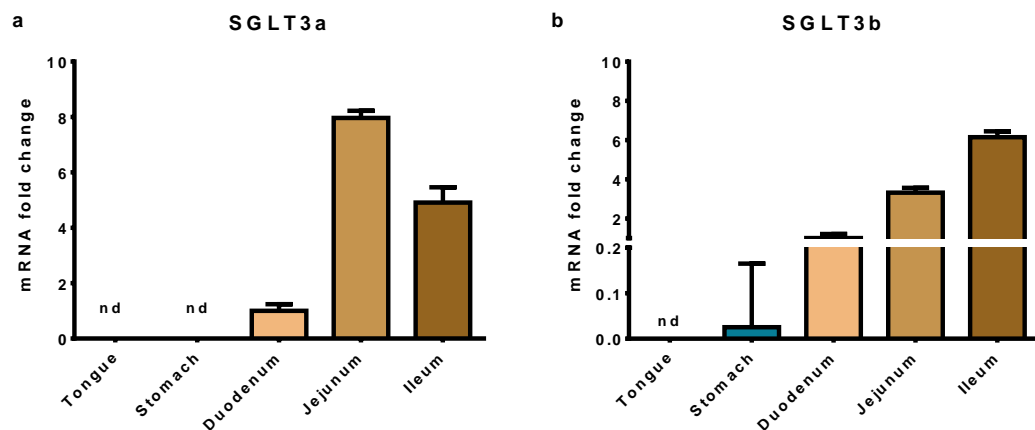 a
SGLT3a
mRNA fold change
10
8
6
4
2
0
nd
nd
Tongue
Stomach
Duodenum
Jejunum
Ileum
b
SGLT3b
mRNA fold change
10
8
6
4
2
0.2
0.1
0.0
nd
Tongue
Stomach
Duodenum
Jejunum
Ileum